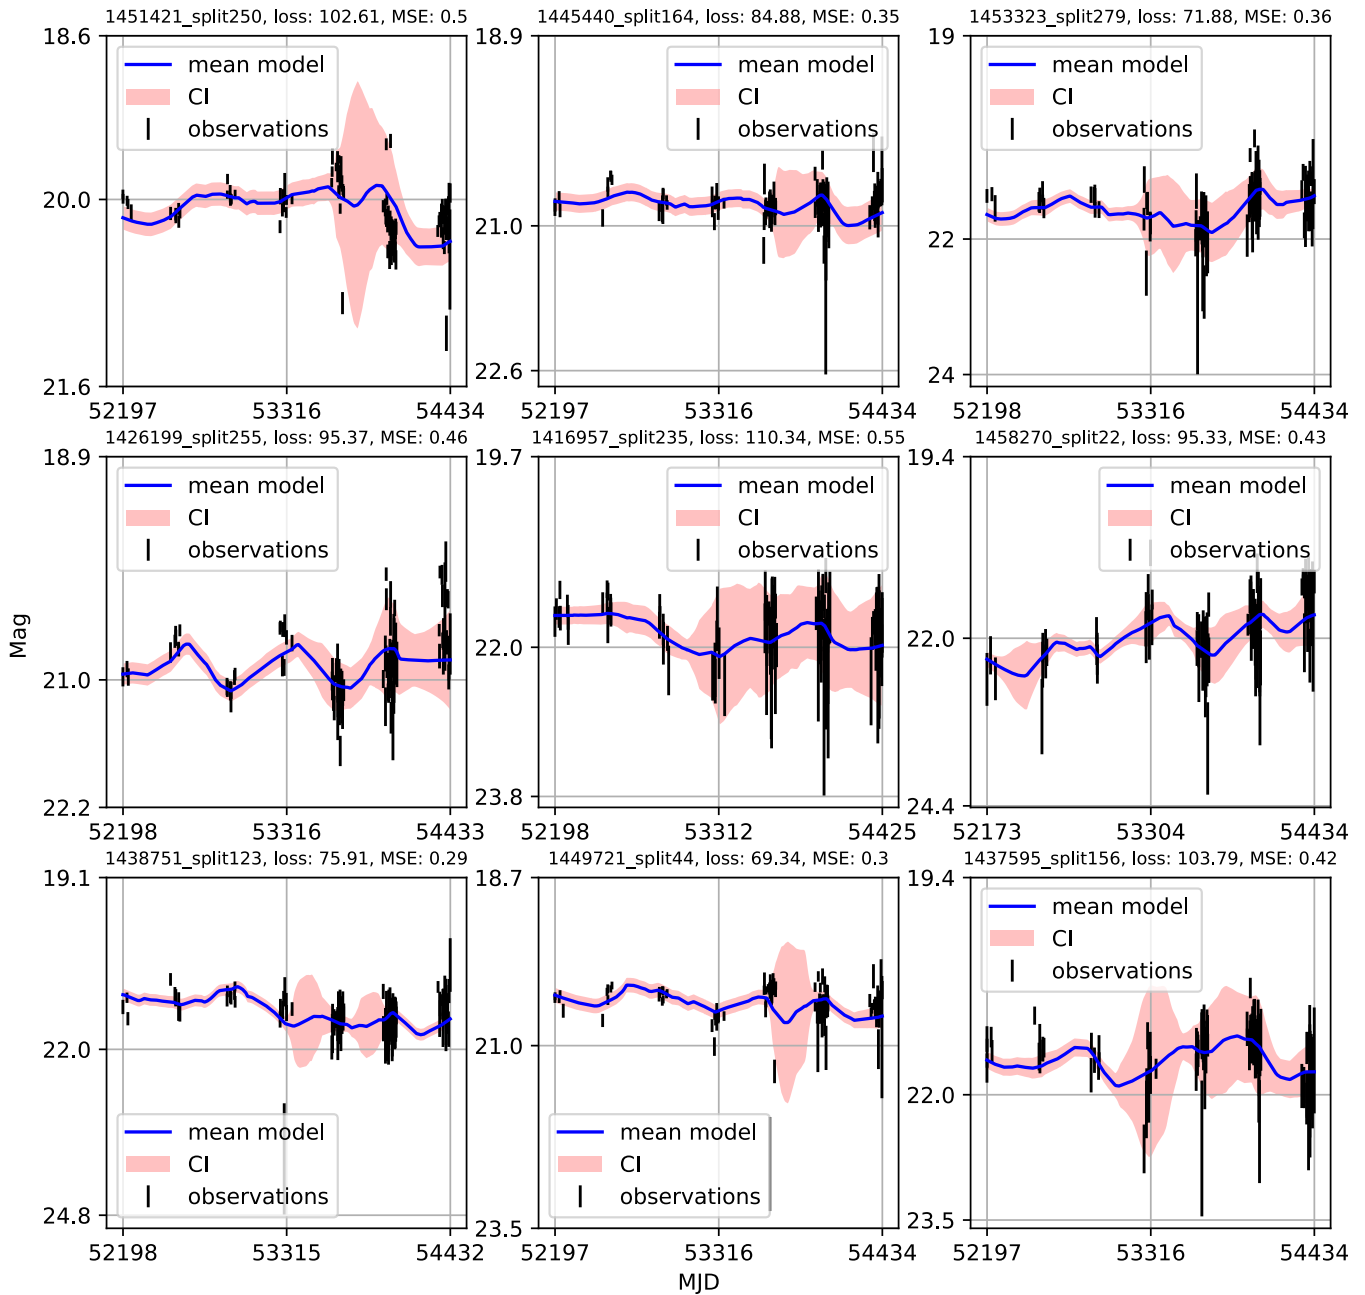 1451421_split250, loss: 102.61, MSE: 0.5
18.6
20.0
21.6
mean model
CI
observations
52197
53316
54434
1445440_split164, loss: 84.88, MSE: 0.35
18.9
21.0
22.6
mean model
CI
observations
52197
53316
54434
1453323_split279, loss: 71.88, MSE: 0.36
19
22
24
mean model
CI
observations
52198
53316
54434
1426199_split255, loss: 95.37, MSE: 0.46
18.9
21.0
22.2
mean model
CI
observations
52198
53316
54433
1416957_split235, loss: 110.34, MSE: 0.55
19.7
22.0
23.8
mean model
CI
observations
52198
53312
54425
1458270_split22, loss: 95.33, MSE: 0.43
19.4
22.0
24.4
mean model
CI
observations
52173
53304
54434
Mag
1438751_split123, loss: 75.91, MSE: 0.29
19.1
22.0
24.8
mean model
CI
observations
52198
53315
54432
1449721_split44, loss: 69.34, MSE: 0.3
18.7
21.0
23.5
mean model
CI
observations
52197
53316
54434
1437595_split156, loss: 103.79, MSE: 0.42
19.4
22.0
23.5
mean model
CI
observations
52197
53316
54434
MJD